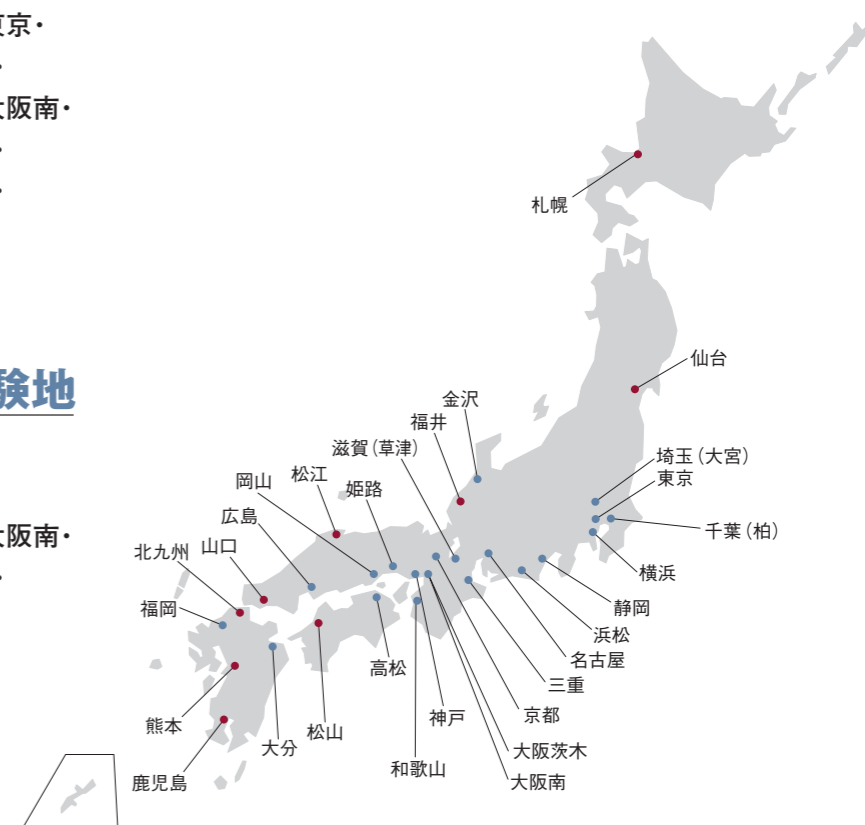 東京・
・
大阪南・
・
・
験地
大阪南・
・
札幌
仙台
金沢
福井
滋賀(草津)
埼玉(大宮)
東京
岡山
松江
姫路
千葉(柏)
広島
北九州
山口
横浜
福岡
静岡
浜松
名古屋
高松
三重
神戸
京都
熊本
松山
大分
大阪茨木
和歌山
鹿児島
大阪南